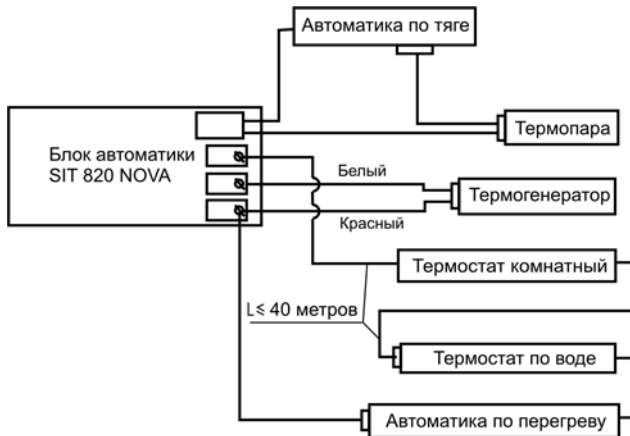 Автоматика по тяге
Термопара
Блок автоматики
SIT 820 NOVA
Белый
Термогенератор
Красный
Термостат комнатный
L ≤ 40 метров
Термостат по воде
Автоматика по перегреву